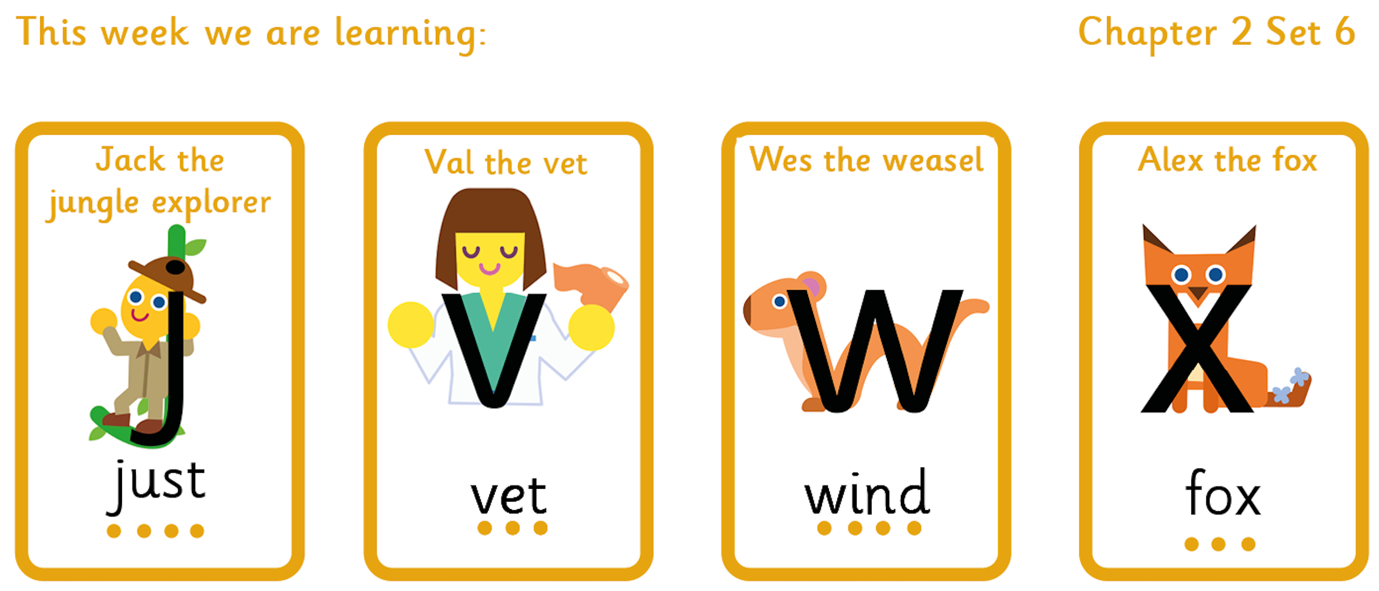 This week we are learning:
Chapter 2 Set 6
Jack the
jungle explorer
j
just
Val the vet
v
vet
Wes the weasel
w
wind
Alex the fox
x
fox